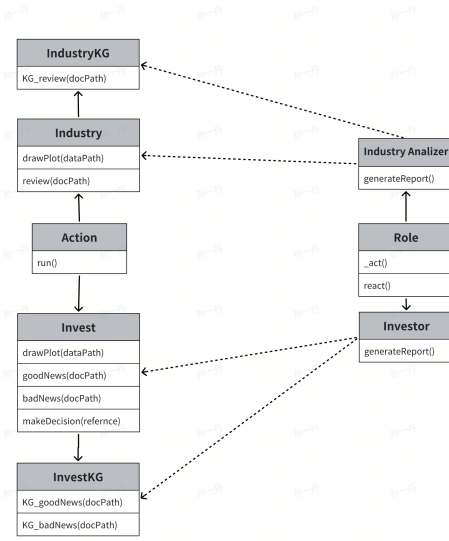 IndustryKG
KG_review(docPath)
Industry
drawPlot(dataPath)
review(docPath)
Action
run()
Invest
drawPlot(dataPath)
goodNews(docPath)
badNews(docPath)
makeDecision(refernce)
InvestKG
KG_goodNews(docPath)
KG_badNews(docPath)
Industry Analizer
generateReport()
Role
_act()
react()
Investor
generateReport()